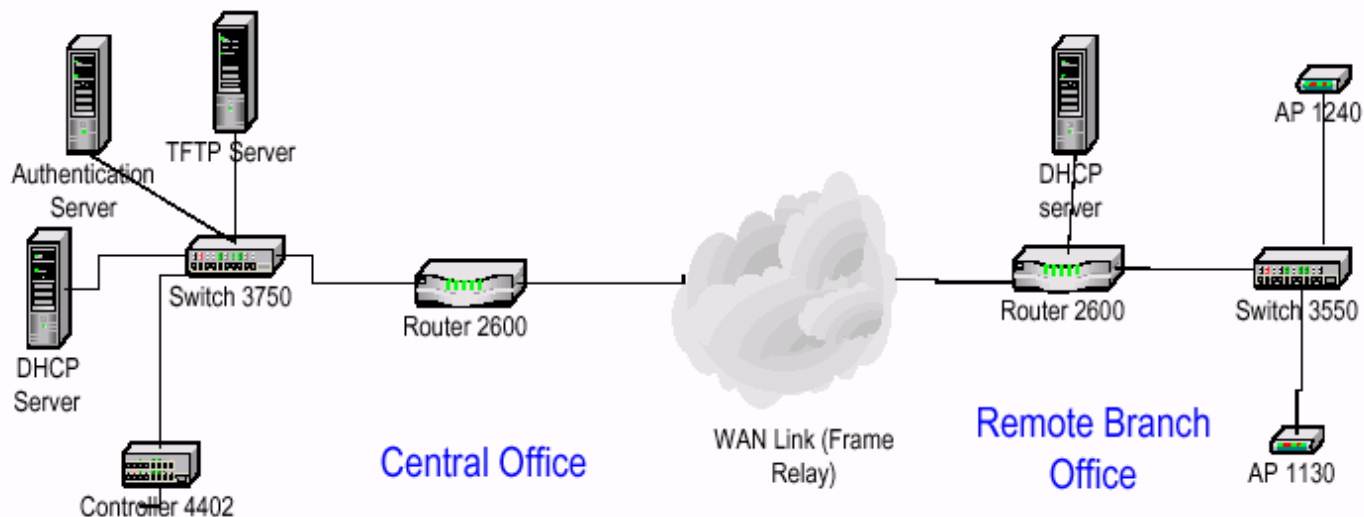 Authentication
Server
TFTP Server
DHCP
Server
Switch 3750
Controller 4402
Router 2600
Central Office
WAN Link (Frame
Relay)
DHCP
server
Router 2600
Remote Branch
Office
AP 1240
Switch 3550
AP 1130